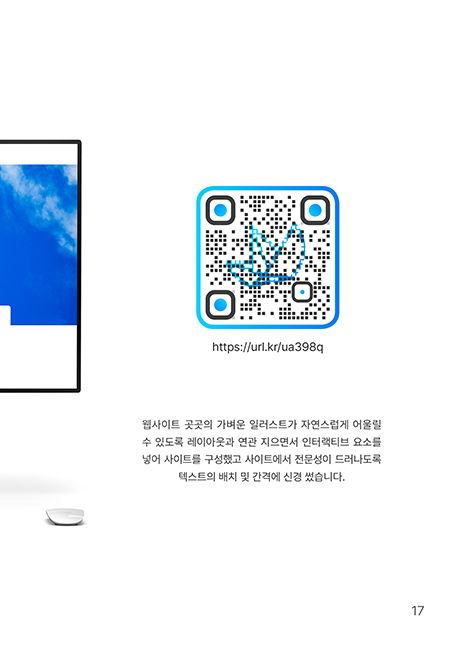 https://url.kr/ua398q
웹사이트 곳곳의 가벼운 일러스트가 자연스럽게 어울릴
수 있도록 레이아웃과 연관 지으면서 인터랙티브 요소를
넣어 사이트를 구성했고 사이트에서 전문성이 드러나도록
텍스트의 배치 및 간격에 신경 썼습니다.
17